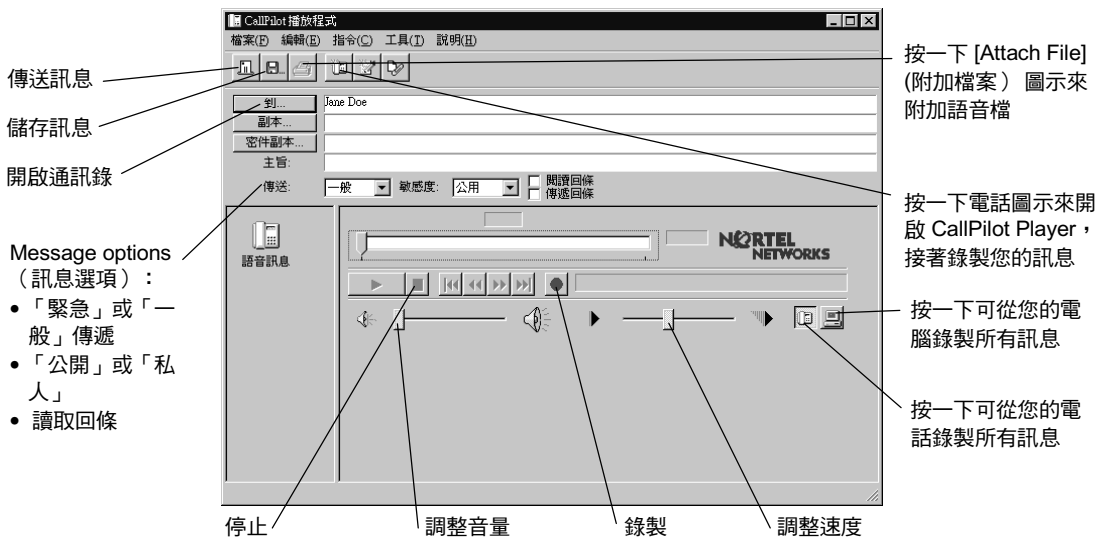 CallPilot 播放程式
檔案(F) 編輯(E) 指令(C) 工具(T) 說明(H)
到...
Jane Doe
副本...
密件副本...
主旨:
傳送:
一般
敏感度:
公用
閱讀回條
傳遞回條
語音訊息
NORTEL
NETWORKS
傳送訊息
儲存訊息
開啟通訊錄
Message options
（訊息選項）：
• 「緊急」或「一
般」傳遞
• 「公開」或「私
人」
• 讀取回條
按一下 [Attach File]
(附加檔案） 圖示來
附加語音檔
按一下電話圖示來開
啟 CallPilot Player，
接著錄製您的訊息
按一下可從您的電
腦錄製所有訊息
按一下可從您的電
話錄製所有訊息
停止
調整音量
錄製
調整速度